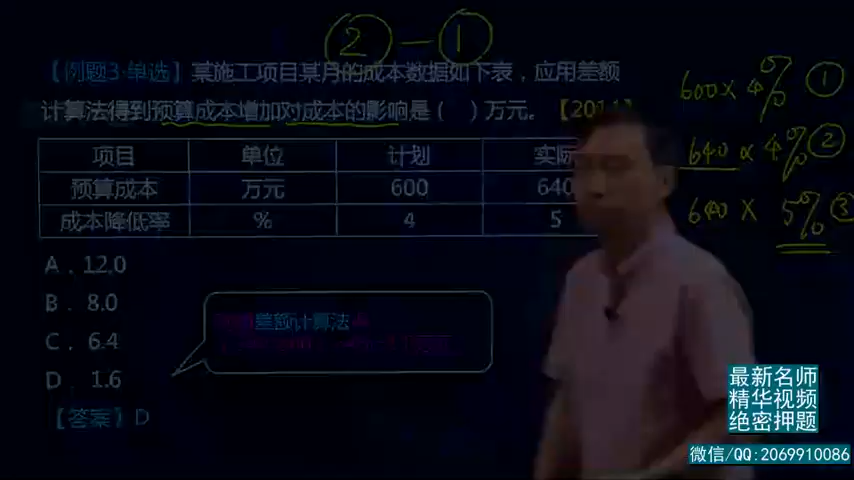 ②－①
【例题3·单选】某施工项目某月的成本数据如下表，应用差额
计算法得到预算成本增加对成本的影响是（ ）万元。【201
项目 单位 计划 实际
预算成本 万元 600 640
成本降低率 % 4 5
A．12.0
B．8.0
C．6.4
D．1.6
【答案】D
差额计算法
600×4% ①
640×4% ②
640×5% ③
最新名师
精华视频
绝密押题
微信/QQ:2069910086